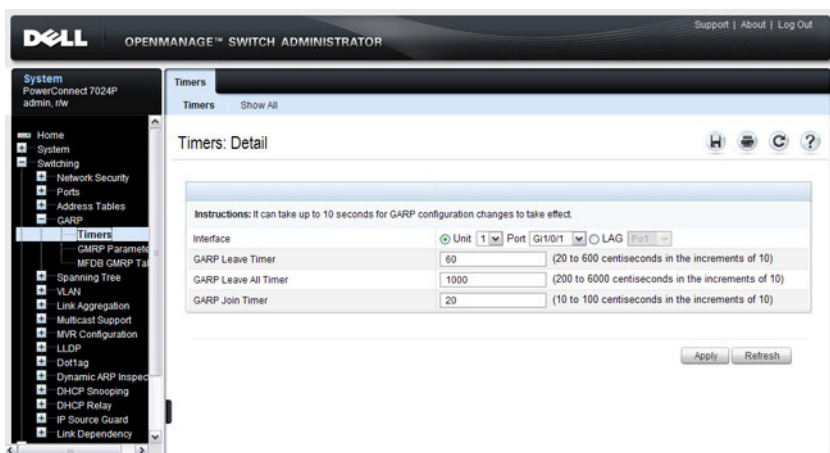 Support | About | Log Out
DELL OPENMANAGE™ SWITCH ADMINISTRATOR
System
PowerConnect 7024P
admin, r/w
Home
System
Switching
Network Security
Ports
Address Tables
GARP
Timers
GMRP Paramete
MFDB GMRP Tal
Spanning Tree
VLAN
Link Aggregation
Multicast Support
MVR Configuration
LLDP
Dot1ag
Dynamic ARP Inspec
DHCP Snooping
DHCP Relay
IP Source Guard
Link Dependency
Timers
Timers Show All
Timers: Detail
H C ?
Instructions: It can take up to 10 seconds for GARP configuration changes to take effect.
Interface Unit 1 Port Gi1/0/1 LAG Po1
GARP Leave Timer 60 (20 to 600 centiseconds in the increments of 10)
GARP Leave All Timer 1000 (200 to 6000 centiseconds in the increments of 10)
GARP Join Timer 20 (10 to 100 centiseconds in the increments of 10)
Apply Refresh